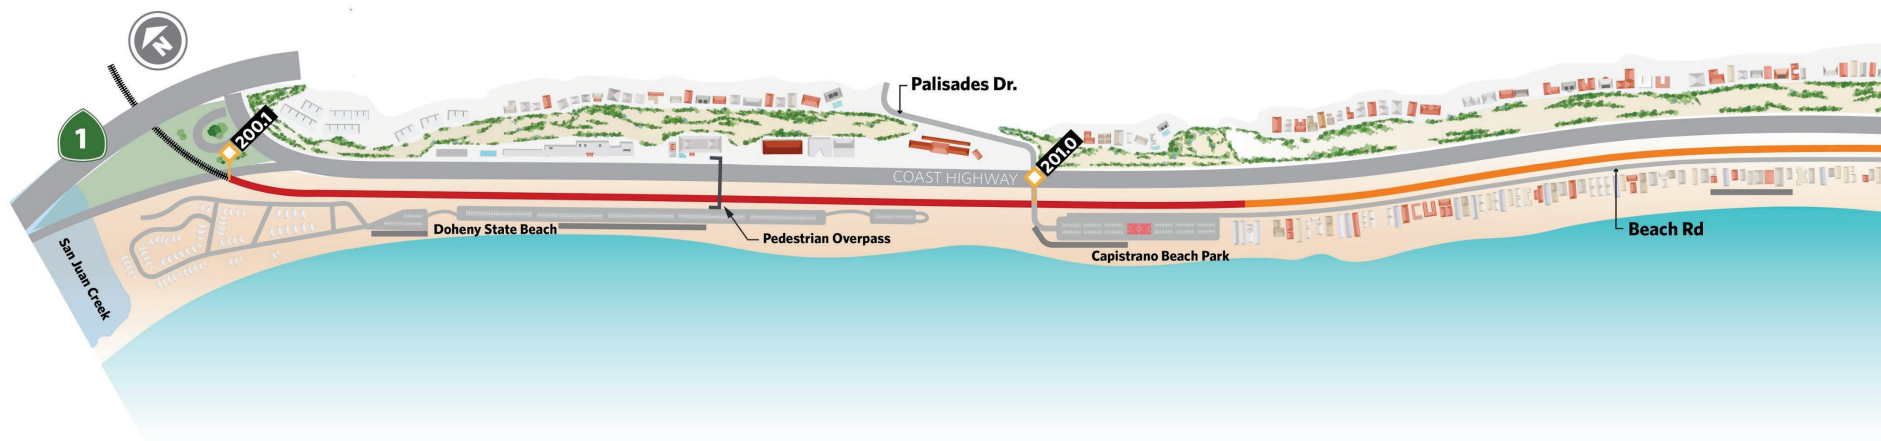 N
1
200.1
Palisades Dr.
201.0
COAST HIGHWAY
San Juan Creek
Doheny State Beach
Pedestrian Overpass
Capistrano Beach Park
Beach Rd